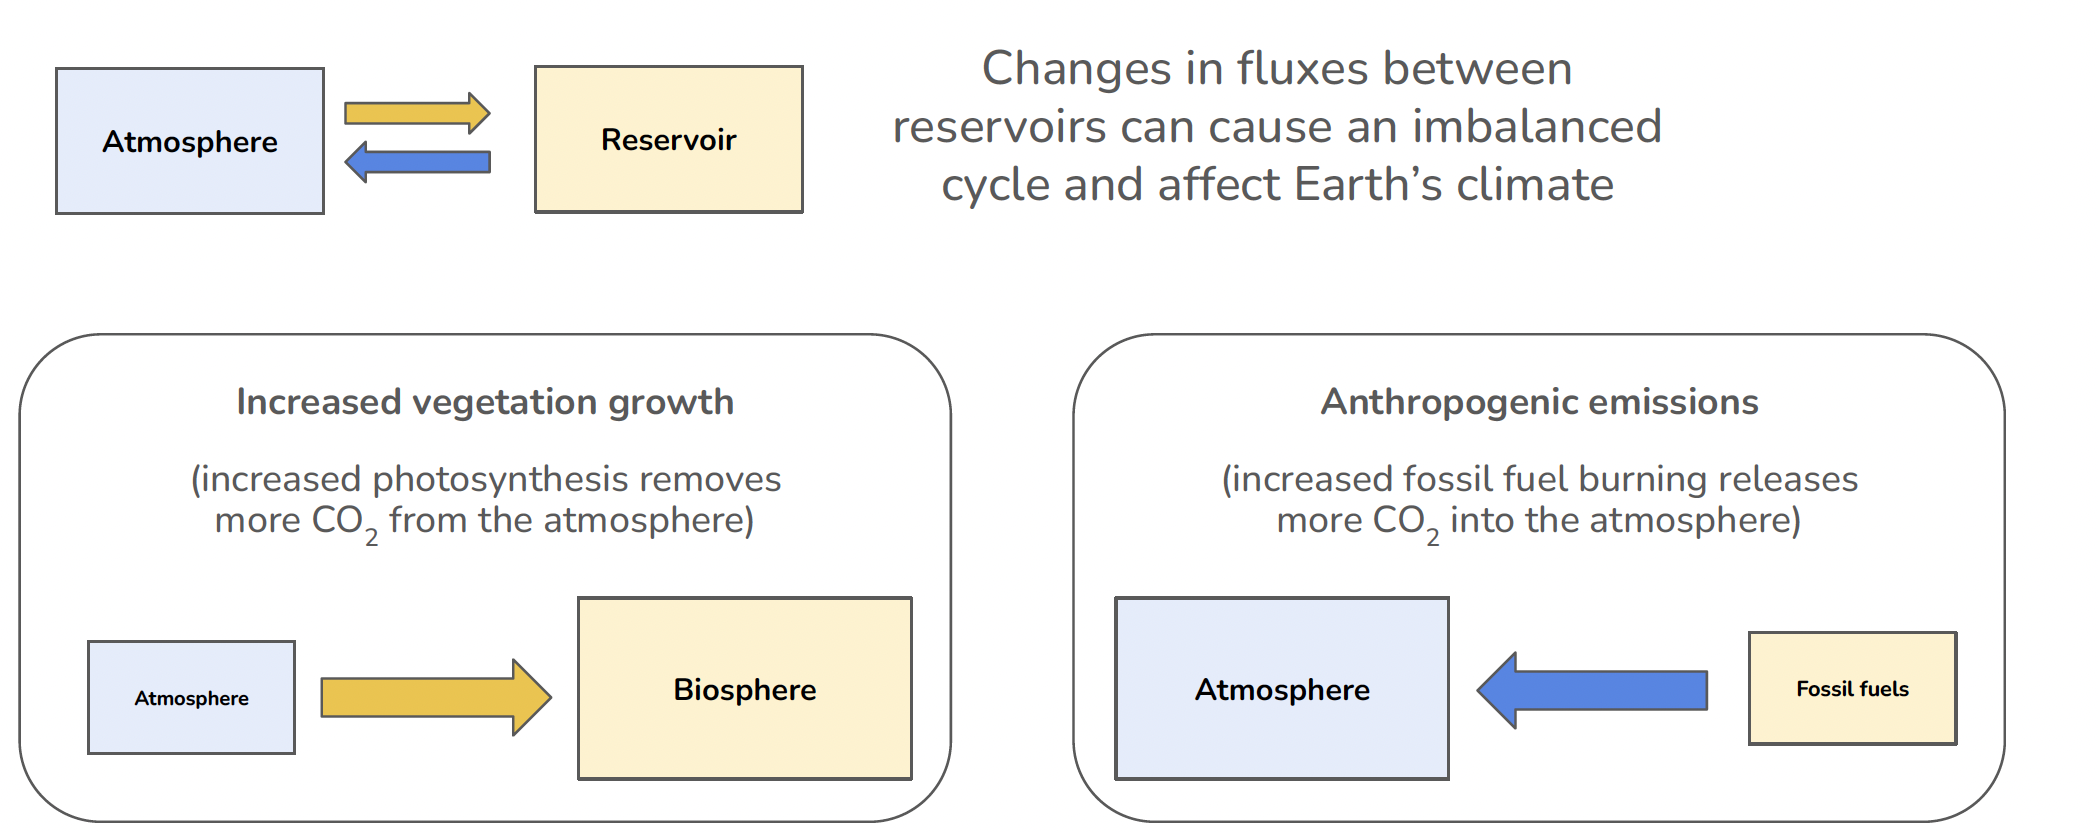 Atmosphere
Reservoir
Changes in fluxes between
reservoirs can cause an imbalanced
cycle and affect Earth’s climate
Increased vegetation growth
(increased photosynthesis removes
more CO₂ from the atmosphere)
Atmosphere
Biosphere
Anthropogenic emissions
(increased fossil fuel burning releases
more CO₂ into the atmosphere)
Atmosphere
Fossil fuels